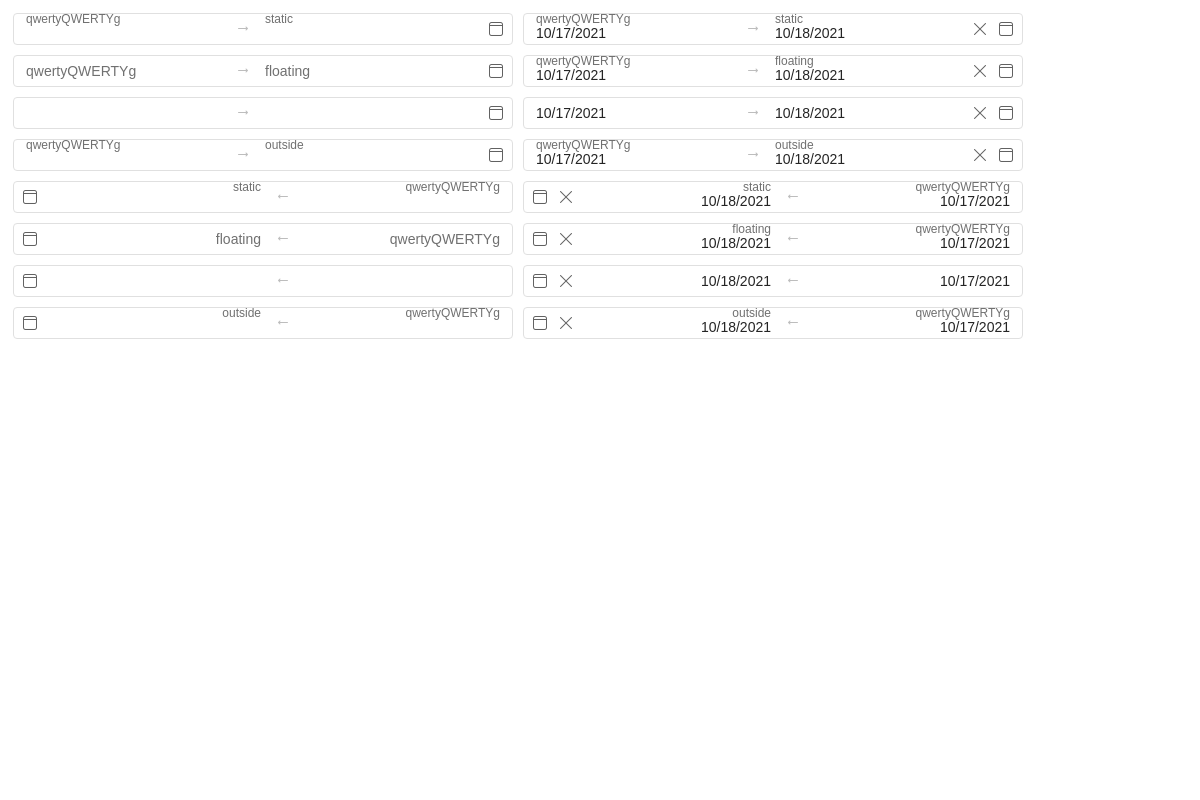 qwertyQWERTYg → static qwertyQWERTYg → static
10/17/2021 10/18/2021
qwertyQWERTYg → floating qwertyQWERTYg → floating
10/17/2021 10/18/2021
→ 10/17/2021 → 10/18/2021
qwertyQWERTYg → outside qwertyQWERTYg → outside
10/17/2021 10/18/2021
static ← qwertyQWERTYg static ← qwertyQWERTYg
10/18/2021 10/17/2021
floating ← qwertyQWERTYg floating ← qwertyQWERTYg
10/18/2021 10/17/2021
← 10/18/2021 ← 10/17/2021
outside ← qwertyQWERTYg outside ← qwertyQWERTYg
10/18/2021 10/17/2021